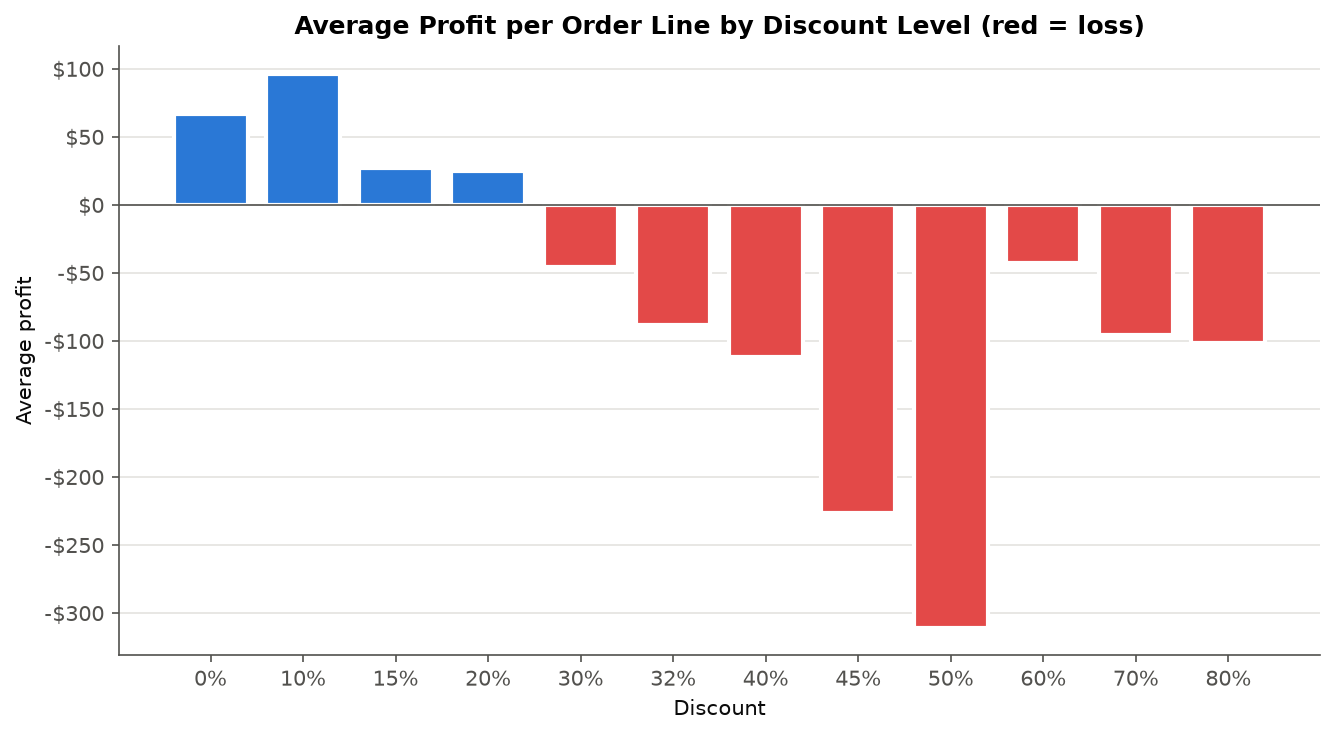 Average Profit per Order Line by Discount Level (red = loss)
$100
$50
$0
-$50
-$100
-$150
-$200
-$250
-$300
Average profit
0% 10% 15% 20% 30% 32% 40% 45% 50% 60% 70% 80%
Discount